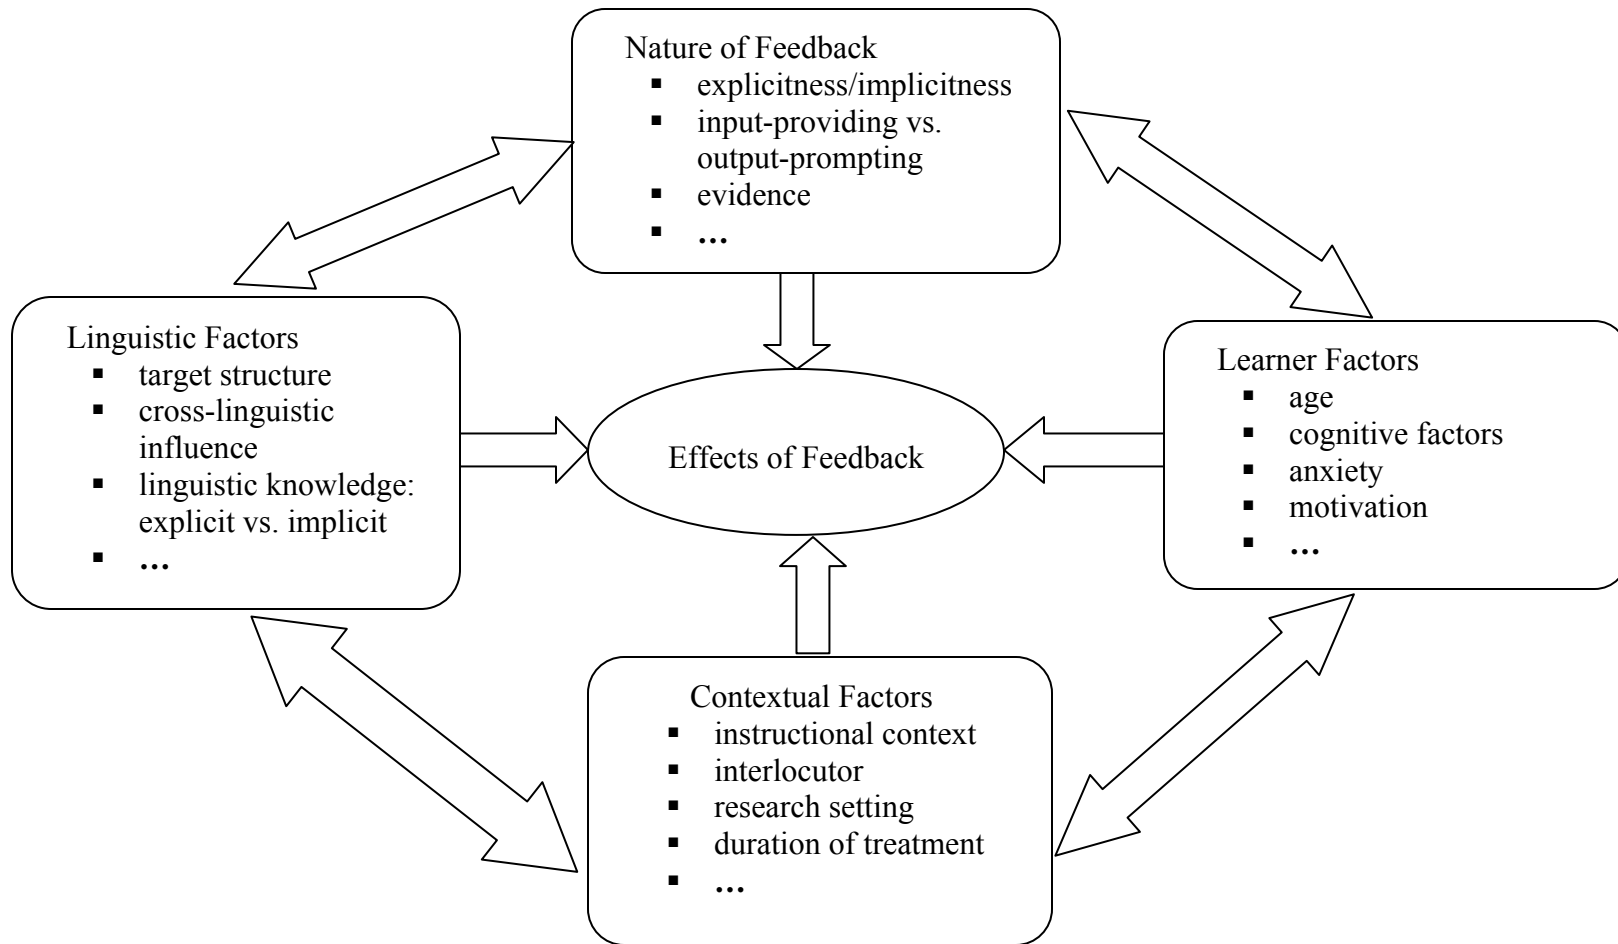 Nature of Feedback
▪ explicitness/implicitness
▪ input-providing vs.
output-prompting
▪ evidence
▪ ...
Linguistic Factors
▪ target structure
▪ cross-linguistic
influence
▪ linguistic knowledge:
explicit vs. implicit
▪ ...
Effects of Feedback
Learner Factors
▪ age
▪ cognitive factors
▪ anxiety
▪ motivation
▪ ...
Contextual Factors
▪ instructional context
▪ interlocutor
▪ research setting
▪ duration of treatment
▪ ...